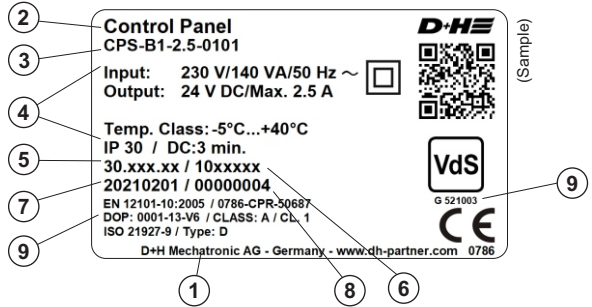 2
Control Panel
D+H
3
CPS-B1-2.5-0101
(Sample)
Input: 230 V/140 VA/50 Hz ~
Output: 24 V DC/Max. 2.5 A
4
Temp. Class: -5°C...+40°C
IP 30 / DC:3 min.
5
30.xxx.xx / 10xxxxx
VdS
7
20210201 / 00000004
G 521003
9
EN 12101-10:2005 / 0786-CPR-50687
DOP: 0001-13-V6 / CLASS: A / CL. 1
9
ISO 21927-9 / Type: D
CE
D+H Mechatronic AG - Germany - www.dh-partner.com 0786
1
8
6